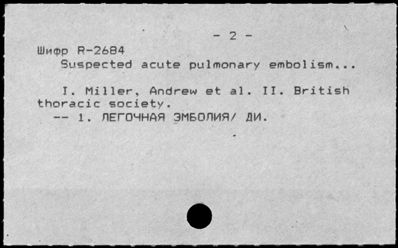 - 2 -
Шифр R-2684
Suspected acute pulmonary embolism...
I. Miller, Andrew et al. II. British
thoracic society.
-- 1. ЛЕГОЧНАЯ ЭМБОЛИЯ/ ДИ.